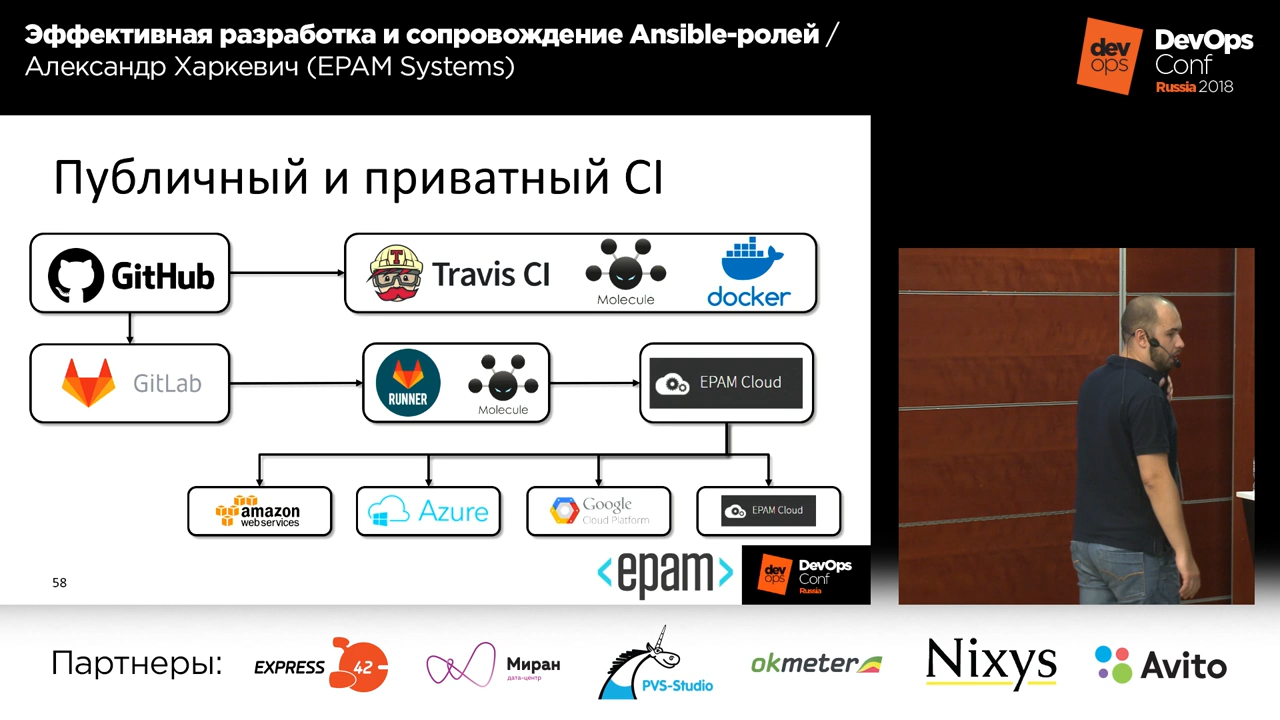 Эффективная разработка и сопровождение Ansible-ролей /
Александр Харкевич (EPAM Systems)
dev
ops
DevOps
Conf
Russia 2018
Публичный и приватный CI
GitHub
Travis CI
Molecule
docker
GitLab
RUNNER
Molecule
EPAM Cloud
amazon
web services
Azure
Google
Cloud Platform
EPAM Cloud
58
<epam>
dev
ops
DevOps
Conf
Russia
Партнеры:
EXPRESS 42
Миран
дата-центр
PVS-Studio
okmeter
Nixys
Avito